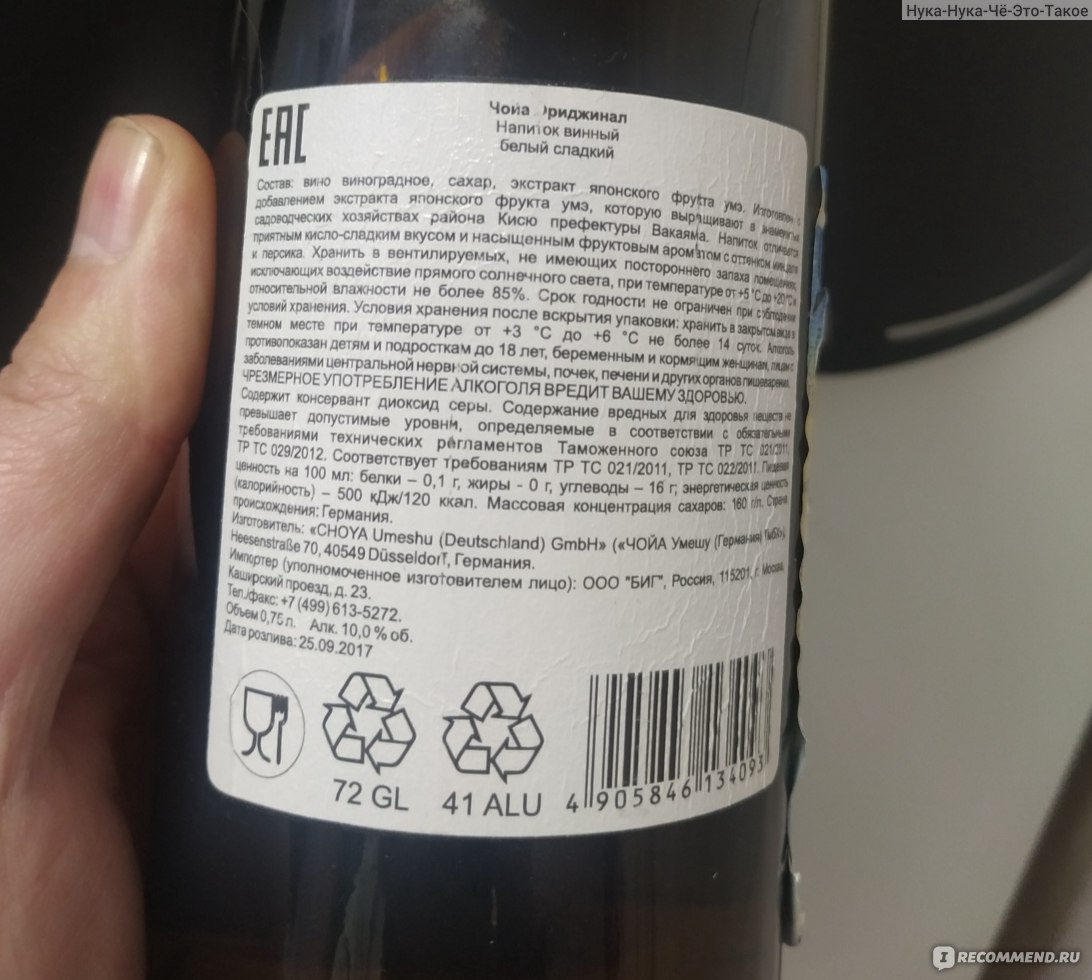 Нука-Нука-Чё-Это-Такое
EAC
Чойа Ориджинал
Напиток винный
белый сладкий
Состав: вино виноградное, сахар, экстракт японского фрукта умэ. Изготовлен с
добавлением экстракта японского фрукта умэ, которую выращивают в знаменитых
садоводческих хозяйствах района Кисю префектуры Вакаяма. Напиток отличается
приятным кисло-сладким вкусом и насыщенным фруктовым ароматом с оттенком миндаля
и персика. Хранить в вентилируемых, не имеющих постороннего запаха помещениях,
исключающих воздействие прямого солнечного света, при температуре от +5 °С до +20 °С и
относительной влажности не более 85%. Срок годности не ограничен при соблюдении
условий хранения. Условия хранения после вскрытия упаковки: хранить в закрытом виде в
темном месте при температуре от +3 °С до +6 °С не более 14 суток. Алкоголь
противопоказан детям и подросткам до 18 лет, беременным и кормящим женщинам, лицам с
заболеваниями центральной нервной системы, почек, печени и других органов пищеварения.
ЧРЕЗМЕРНОЕ УПОТРЕБЛЕНИЕ АЛКОГОЛЯ ВРЕДИТ ВАШЕМУ ЗДОРОВЬЮ.
Содержит консервант диоксид серы. Содержание вредных для здоровья веществ не
превышает допустимые уровни, определяемые в соответствии с обязательными
требованиями технических регламентов Таможенного союза ТР ТС 021/2011,
ТР ТС 029/2012. Соответствует требованиям ТР ТС 021/2011, ТР ТС 022/2011. Пищевая
ценность на 100 мл: белки – 0,1 г, жиры - 0 г, углеводы – 16 г; энергетическая ценность
(калорийность) – 500 кДж/120 ккал. Массовая концентрация сахаров: 160 г/л. Страна
происхождения: Германия.
Изготовитель: «CHOYA Umeshu (Deutschland) GmbH» («ЧОЙА Умешу (Германия) ГмбХ»),
Heesenstraße 70, 40549 Düsseldorf, Германия.
Импортер (уполномоченное изготовителем лицо): ООО "БИГ", Россия, 115201, г. Москва,
Каширский проезд, д. 23.
Тел./факс: +7 (499) 613-5272.
Объем 0,75 л. Алк. 10,0 % об.
Дата розлива: 25.09.2017
72 GL
41 ALU
4 905846 134093
IRECOMMEND.RU